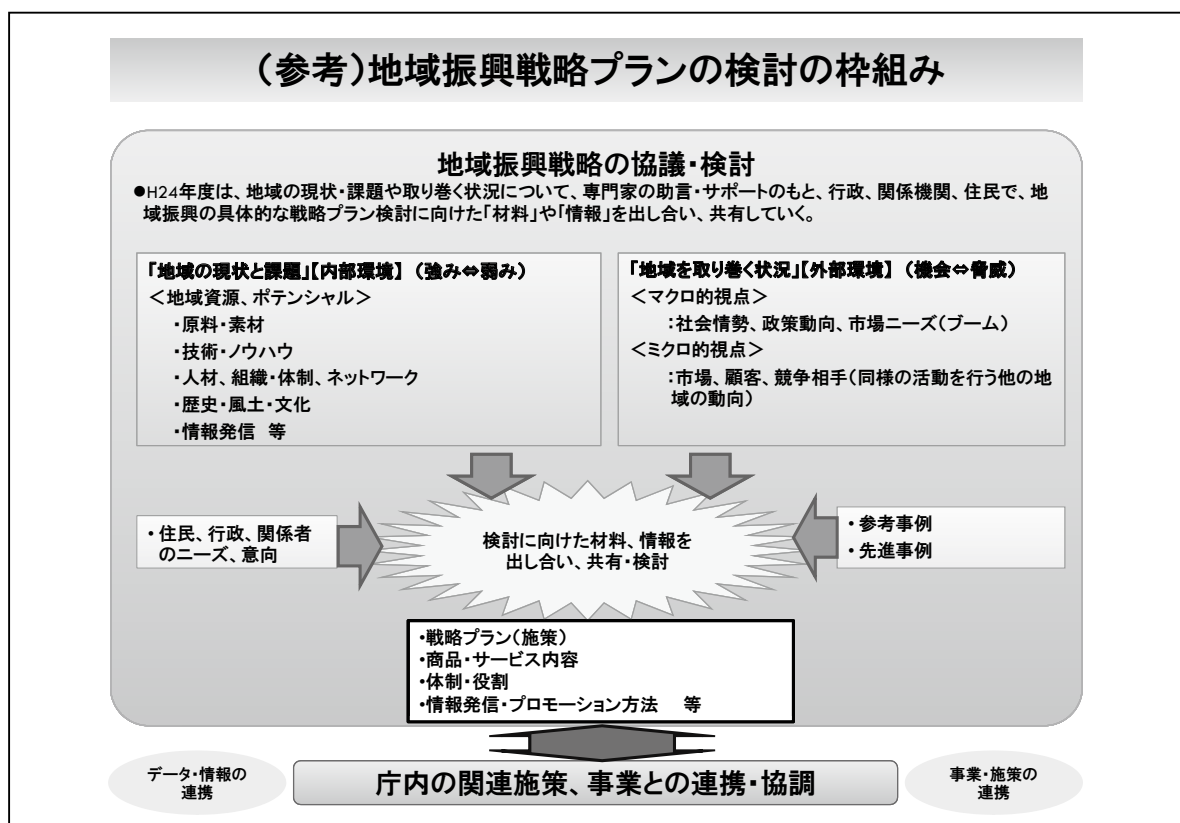 （参考）地域振興戦略プランの検討の枠組み
地域振興戦略の協議・検討
●H24年度は、地域の現状・課題や取り巻く状況について、専門家の助言・サポートのもと、行政、関係機関、住民で、地
域振興の具体的な戦略プラン検討に向けた「材料」や「情報」を出し合い、共有していく。
「地域の現状と課題」【内部環境】（強み⇔弱み）
＜地域資源、ポテンシャル＞
・原料・素材
・技術・ノウハウ
・人材、組織・体制、ネットワーク
・歴史・風土・文化
・情報発信　等
「地域を取り巻く状況」【外部環境】（機会⇔脅威）
＜マクロ的視点＞
：社会情勢、政策動向、市場ニーズ（ブーム）
＜ミクロ的視点＞
：市場、顧客、競争相手（同様の活動を行う他の地
域の動向）
・住民、行政、関係者
のニーズ、意向
検討に向けた材料、情報を
出し合い、共有・検討
・参考事例
・先進事例
・戦略プラン（施策）
・商品・サービス内容
・体制・役割
・情報発信・プロモーション方法　等
データ・情報の
連携
庁内の関連施策、事業との連携・協調
事業・施策の
連携